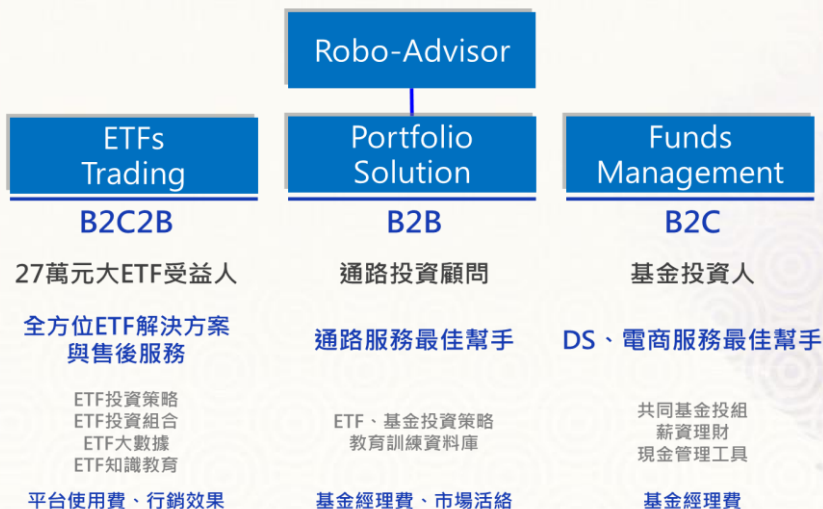 Robo-Advisor
ETFs
Trading
B2C2B
27萬元大ETF受益人
全方位ETF解決方案
與售後服務
ETF投資策略
ETF投資組合
ETF大數據
ETF知識教育
平台使用費、行銷效果
Portfolio
Solution
B2B
通路投資顧問
通路服務最佳幫手
ETF、基金投資策略
教育訓練資料庫
基金經理費、市場活絡
Funds
Management
B2C
基金投資人
DS、電商服務最佳幫手
共同基金投組
薪資理財
現金管理工具
基金經理費